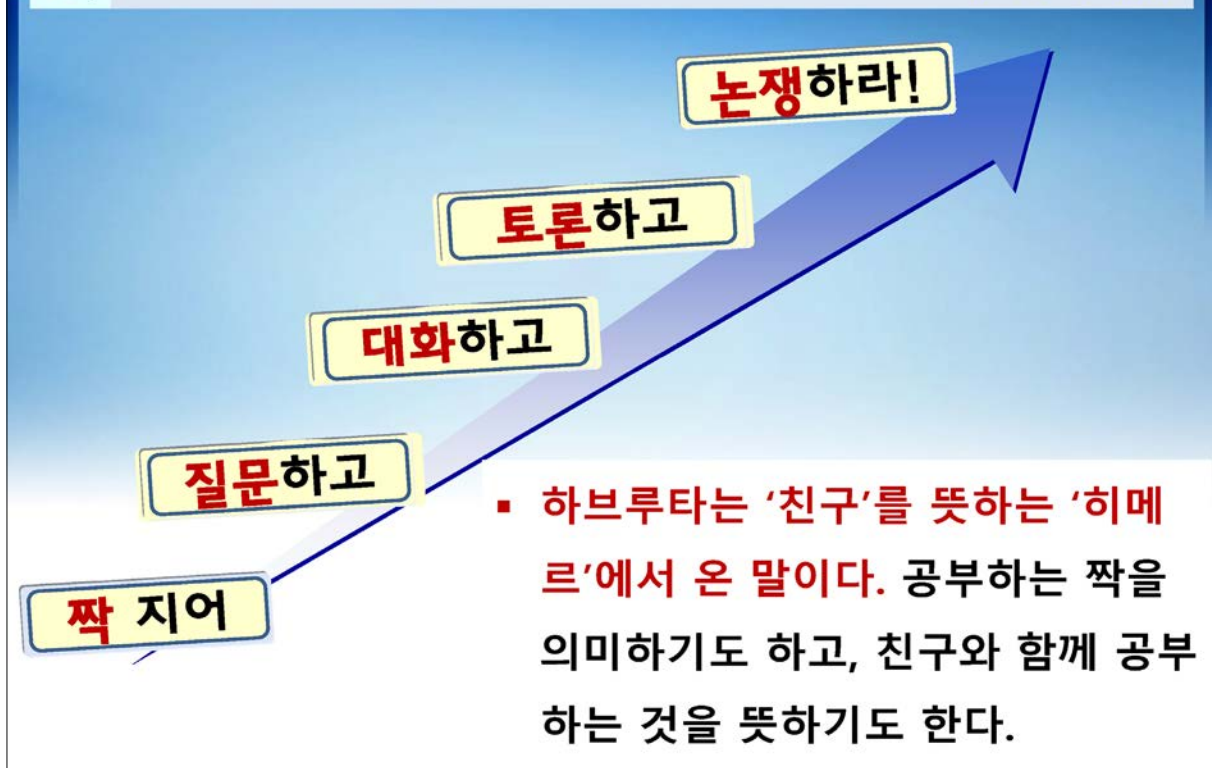 논쟁하라!
토론하고
대화하고
질문하고
짝 지어
▪ 하브루타는 ‘친구’를 뜻하는 ‘히메
르’에서 온 말이다. 공부하는 짝을
의미하기도 하고, 친구와 함께 공부
하는 것을 뜻하기도 한다.